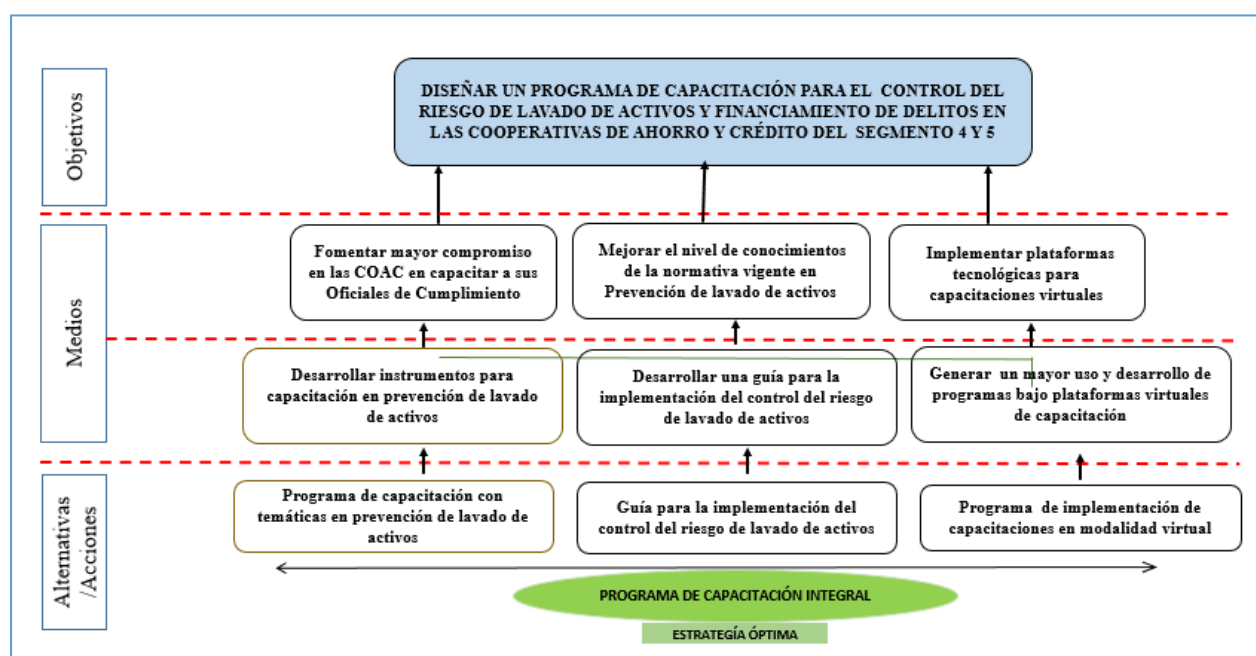 Objetivos
DISEÑAR UN PROGRAMA DE CAPACITACIÓN PARA EL CONTROL DEL
RIESGO DE LAVADO DE ACTIVOS Y FINANCIAMIENTO DE DELITOS EN
LAS COOPERATIVAS DE AHORRO Y CRÉDITO DEL SEGMENTO 4 Y 5
Medios
Fomentar mayor compromiso
en las COAC en capacitar a sus
Oficiales de Cumplimiento
Mejorar el nivel de conocimientos
de la normativa vigente en
Prevención de lavado de activos
Implementar plataformas
tecnológicas para
capacitaciones virtuales
Desarrollar instrumentos para
capacitación en prevención de lavado
de activos
Desarrollar una guía para la
implementación del control del riesgo
de lavado de activos
Generar un mayor uso y desarrollo de
programas bajo plataformas virtuales
de capacitación
Alternativas
/Acciones
Programa de capacitación con
temáticas en prevención de lavado de
activos
Guía para la implementación del
control del riesgo de lavado de activos
Programa de implementación de
capacitaciones en modalidad virtual
PROGRAMA DE CAPACITACIÓN INTEGRAL
ESTRATEGÍA ÓPTIMA